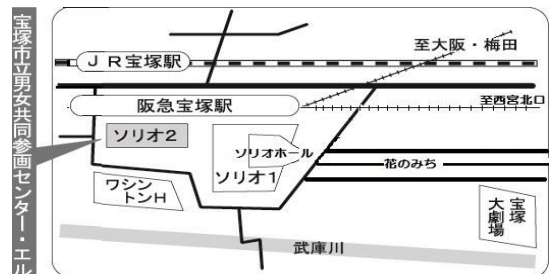 宝塚市立男女共同参画センター・エル
JR宝塚駅
至大阪・梅田
阪急宝塚駅
至西宮北口
ソリオ2
ソリオホール
ソリオ1
花のみち
ワシン
トンH
宝塚
大劇場
武庫川